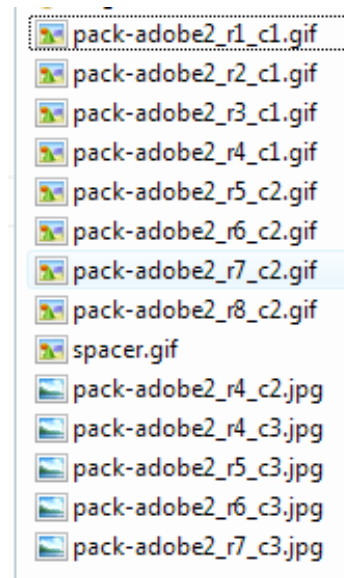 pack-adobe2_r1_c1.gif
pack-adobe2_r2_c1.gif
pack-adobe2_r3_c1.gif
pack-adobe2_r4_c1.gif
pack-adobe2_r5_c2.gif
pack-adobe2_r6_c2.gif
pack-adobe2_r7_c2.gif
pack-adobe2_r8_c2.gif
spacer.gif
pack-adobe2_r4_c2.jpg
pack-adobe2_r4_c3.jpg
pack-adobe2_r5_c3.jpg
pack-adobe2_r6_c3.jpg
pack-adobe2_r7_c3.jpg